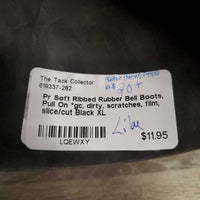 The Tack Collector
619337-282
Pr Soft Ribbed Rubber Bell Boots,
Pull On *gc, dirty, scratches, film,
slice/cut Black XL
LQEWXY
$11.95